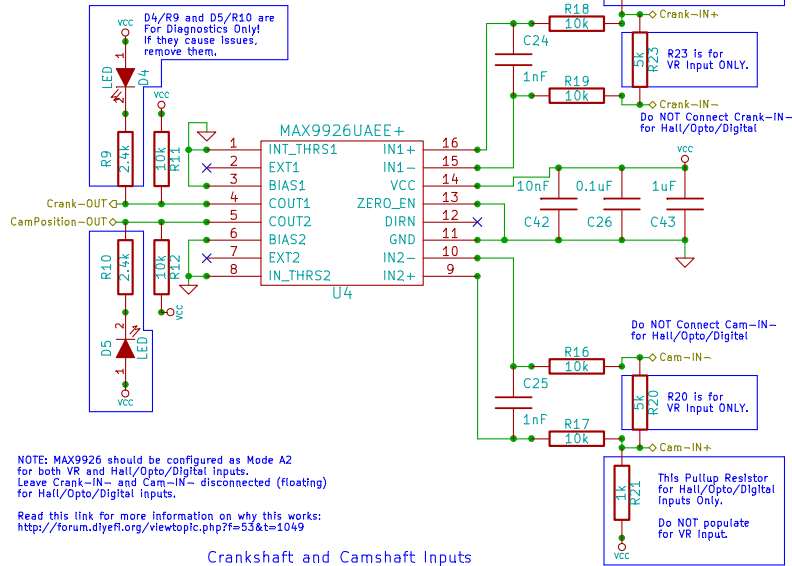 D4/R9 and D5/R10 are
For Diagnostics Only!
If they cause issues,
remove them.
VCC
1
LED
D4
2
VCC
R9
2.4k
10k
R11
Crank-OUT
CamPosition-OUT
R10
2.4k
10k
R12
VCC
2
D5
LED
1
VCC
MAX9926UAEE+
1 INT_THRS1
2 EXT1
3 BIAS1
4 COUT1
5 COUT2
6 BIAS2
7 EXT2
8 IN_THRS2
IN1+ 16
IN1- 15
VCC 14
ZERO_EN 13
DIRN 12
GND 11
IN2- 10
IN2+ 9
U4
R18
10k
Crank-IN+
C24
1nF
5k
R23
R23 is for
VR Input ONLY.
R19
10k
Crank-IN-
Do NOT Connect Crank-IN-
for Hall/Opto/Digital
VCC
10nF 0.1uF 1uF
C42 C26 C43
Do NOT Connect Cam-IN-
for Hall/Opto/Digital
R16
10k
Cam-IN-
C25
1nF
5k
R20
R20 is for
VR Input ONLY.
R17
10k
Cam-IN+
1k
R21
VCC
This Pullup Resistor
for Hall/Opto/Digital
Inputs Only.
Do NOT populate
for VR Input.
NOTE: MAX9926 should be configured as Mode A2
for both VR and Hall/Opto/Digital inputs.
Leave Crank-IN- and Cam-IN- disconnected (floating)
for Hall/Opto/Digital inputs.
Read this link for more information on why this works:
http://forum.diyefi.org/viewtopic.php?f=53&t=1049
Crankshaft and Camshaft Inputs